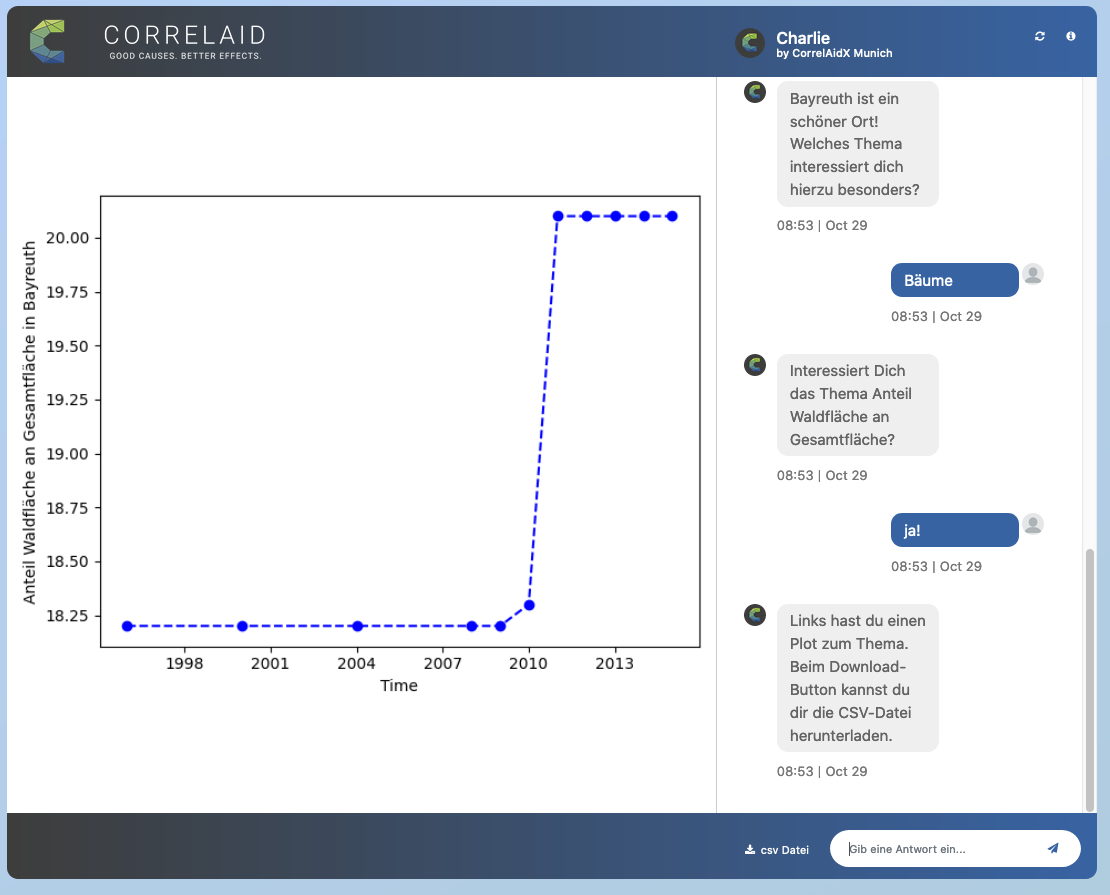 CORRELAID
GOOD CAUSES. BETTER EFFECTS.
Charlie
by CorrelAidX Munich
Anteil Waldfläche an Gesamtfläche in Bayreuth
20.00
19.75
19.50
19.25
19.00
18.75
18.50
18.25
1998 2001 2004 2007 2010 2013
Time
Bayreuth ist ein
schöner Ort!
Welches Thema
interessiert dich
hierzu besonders?
08:53 | Oct 29
Bäume
08:53 | Oct 29
Interessiert Dich
das Thema Anteil
Waldfläche an
Gesamtfläche?
08:53 | Oct 29
ja!
08:53 | Oct 29
Links hast du einen
Plot zum Thema.
Beim Download-
Button kannst du
dir die CSV-Datei
herunterladen.
08:53 | Oct 29
csv Datei
Gib eine Antwort ein...